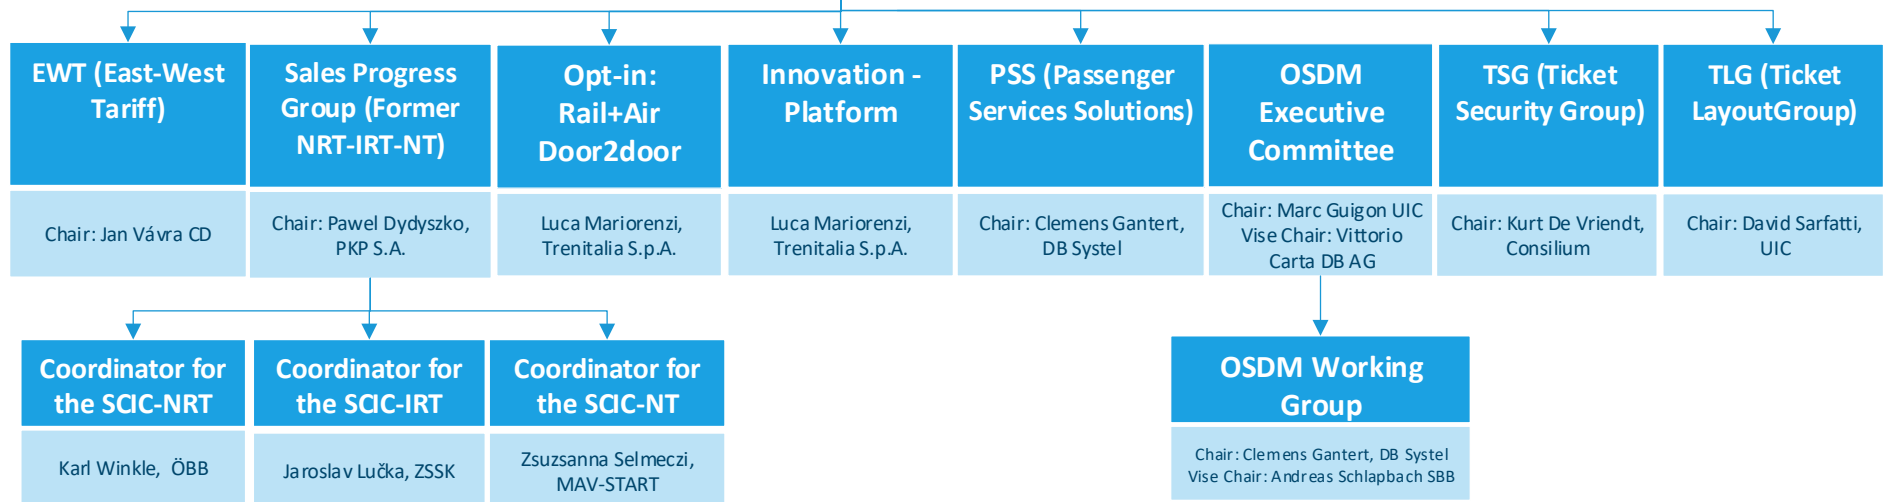 EWT (East-West
Tariff)
Chair: Jan Vávra CD
Sales Progress
Group (Former
NRT-IRT-NT)
Chair: Pawel Dydyszko,
PKP S.A.
Opt-in:
Rail+Air
Door2door
Luca Mariorenzi,
Trenitalia S.p.A.
Innovation -
Platform
Luca Mariorenzi,
Trenitalia S.p.A.
PSS (Passenger
Services Solutions)
Chair: Clemens Gantert,
DB Systel
OSDM
Executive
Committee
Chair: Marc Guigon UIC
Vise Chair: Vittorio
Carta DB AG
TSG (Ticket
Security Group)
Chair: Kurt De Vriendt,
Consilium
TLG (Ticket
LayoutGroup)
Chair: David Sarfatti,
UIC
Coordinator for
the SCIC-NRT
Karl Winkle, ÖBB
Coordinator for
the SCIC-IRT
Jaroslav Lučka, ZSSK
Coordinator for
the SCIC-NT
Zsuzsanna Selmeczi,
MAV-START
OSDM Working
Group
Chair: Clemens Gantert, DB Systel
Vise Chair: Andreas Schlapbach SBB